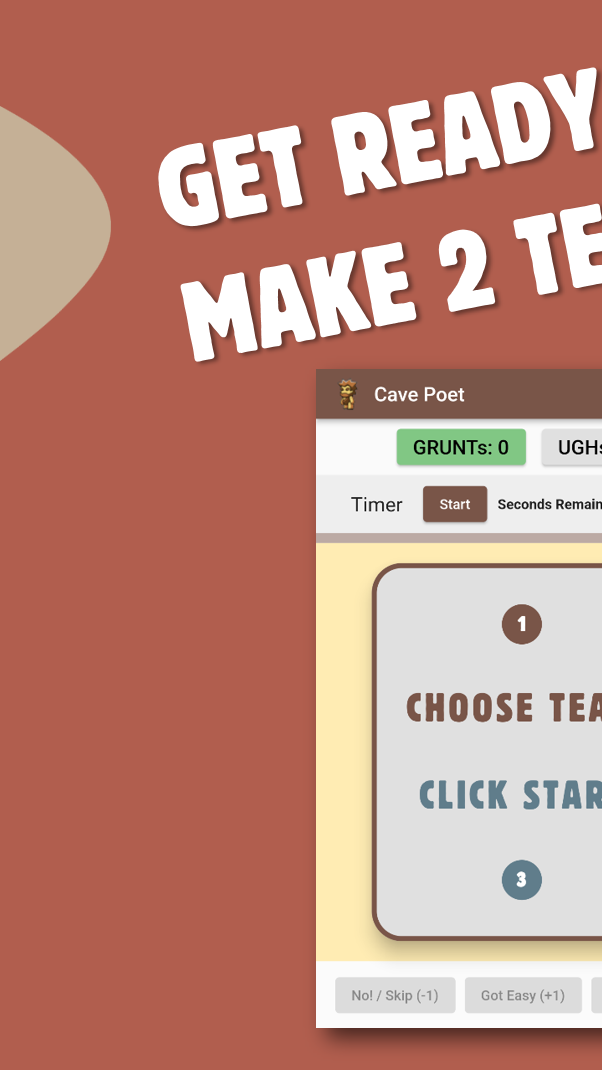 GET READY
MAKE 2 TE
Cave Poet
GRUNTs: 0 UGHs
Timer Start Seconds Remain
1
CHOOSE TEA
CLICK STAR
3
No! / Skip (-1) Got Easy (+1)